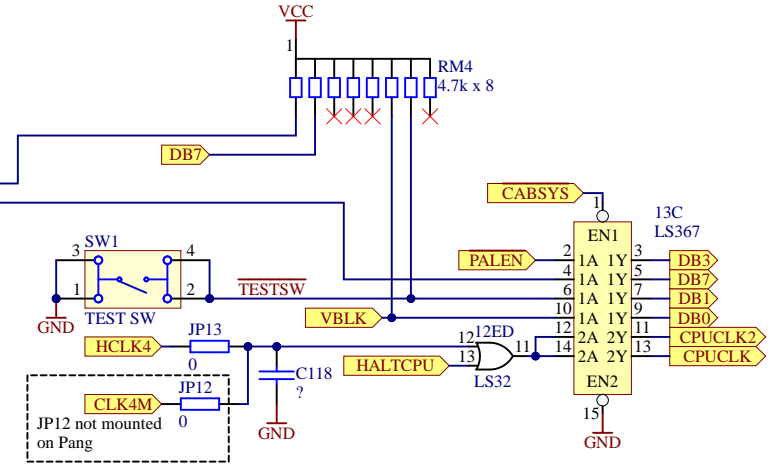 VCC
1
RM4
4.7k x 8
DB7
CABSYS
1
13C
LS367
EN1
SW1
3
4
1
2
GND
TEST SW
TESTSW
PALEN
2
1A
1Y
3
DB3
4
1A
1Y
5
DB7
6
1A
1Y
7
DB1
VBLK
10
1A
1Y
9
DB0
12
2A
2Y
11
CPUCLK2
14
2A
2Y
13
CPUCLK
EN2
15
GND
HCLK4
JP13
0
12
12ED
HALTCPU
13
11
LS32
C118
?
GND
JP12
CLK4M
0
JP12 not mounted
on Pang